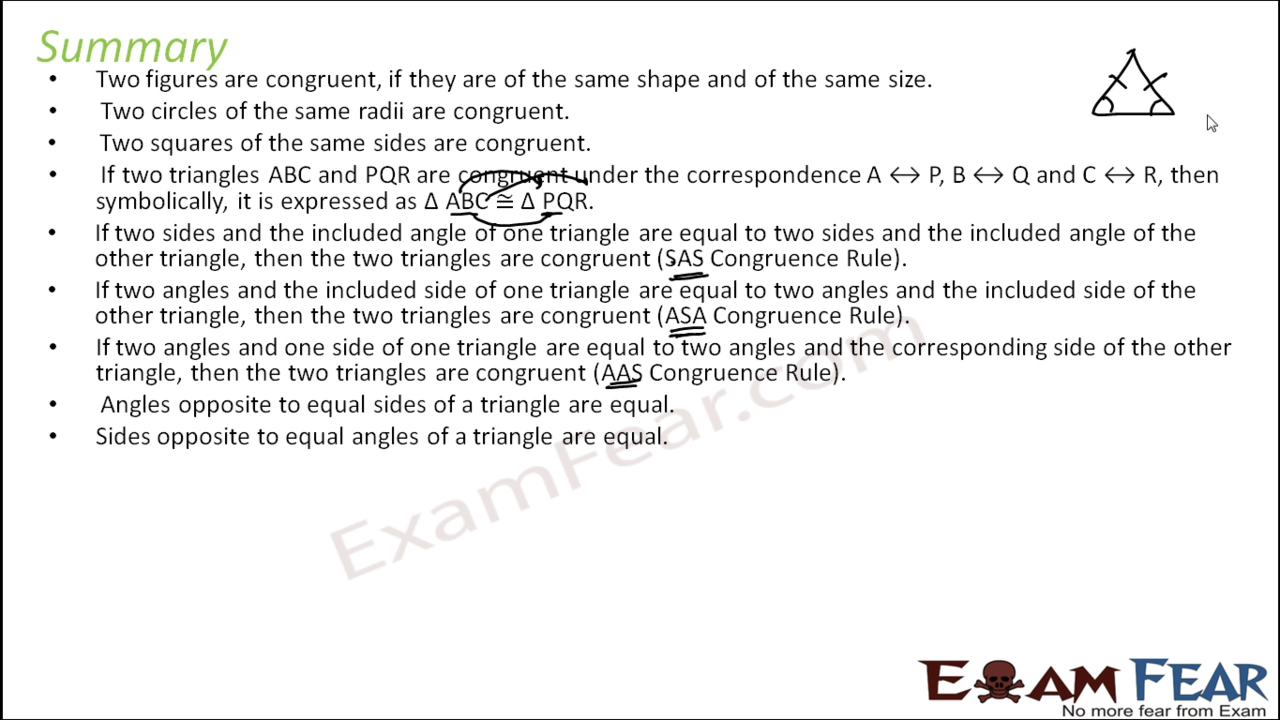 Summary
• Two figures are congruent, if they are of the same shape and of the same size.
• Two circles of the same radii are congruent.
• Two squares of the same sides are congruent.
• If two triangles ABC and PQR are congruent under the correspondence A ↔ P, B ↔ Q and C ↔ R, then
symbolically, it is expressed as Δ ABC ≅ Δ PQR.
• If two sides and the included angle of one triangle are equal to two sides and the included angle of the
other triangle, then the two triangles are congruent (SAS Congruence Rule).
• If two angles and the included side of one triangle are equal to two angles and the included side of the
other triangle, then the two triangles are congruent (ASA Congruence Rule).
• If two angles and one side of one triangle are equal to two angles and the corresponding side of the other
triangle, then the two triangles are congruent (AAS Congruence Rule).
• Angles opposite to equal sides of a triangle are equal.
• Sides opposite to equal angles of a triangle are equal.
ExamFear.com
EXAM FEAR
No more fear from Exam